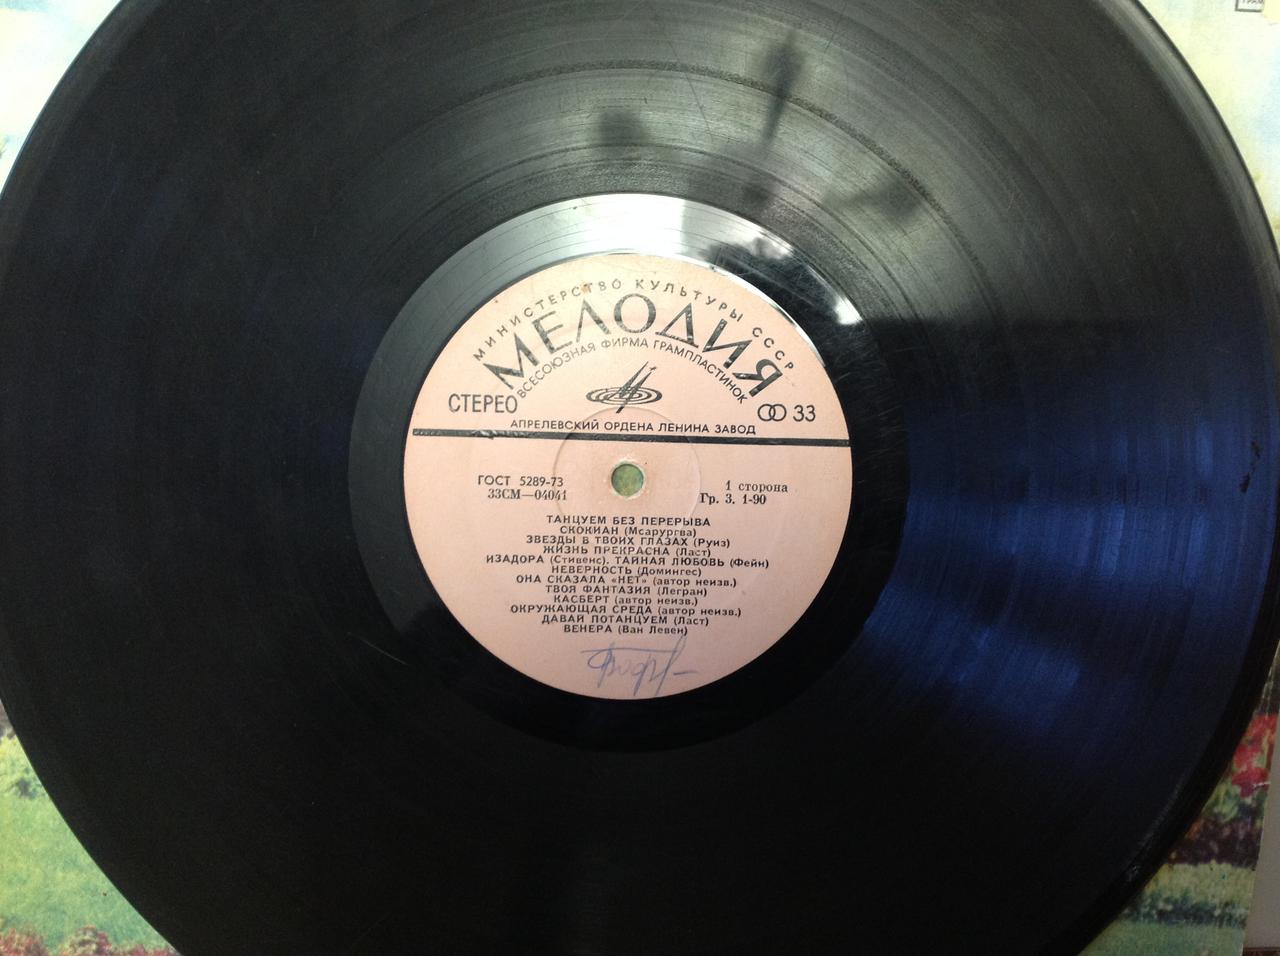 МИНИСТЕРСТВО КУЛЬТУРЫ СССР
МЕЛОДИЯ
ВСЕСОЮЗНАЯ ФИРМА ГРАМПЛАСТИНОК
СТЕРЕО 33
АПРЕЛЕВСКИЙ ОРДЕНА ЛЕНИНА ЗАВОД
ГОСТ 5289-73 1 сторона
33СМ—04041 Гр. 3. 1-90
ТАНЦУЕМ БЕЗ ПЕРЕРЫВА
СКОКИАН (Мсарургва)
ЗВЕЗДЫ В ТВОИХ ГЛАЗАХ (Руиз)
ЖИЗНЬ ПРЕКРАСНА (Ласт)
ИЗАДОРА (Стивенс). ТАЙНАЯ ЛЮБОВЬ (Фейн)
НЕВЕРНОСТЬ (Домингес)
ОНА СКАЗАЛА «НЕТ» (автор неизв.)
ТВОЯ ФАНТАЗИЯ (Легран)
КАСБЕРТ (автор неизв.)
ОКРУЖАЮЩАЯ СРЕДА (автор неизв.)
ДАВАЙ ПОТАНЦУЕМ (Ласт)
ВЕНЕРА (Ван Левен)